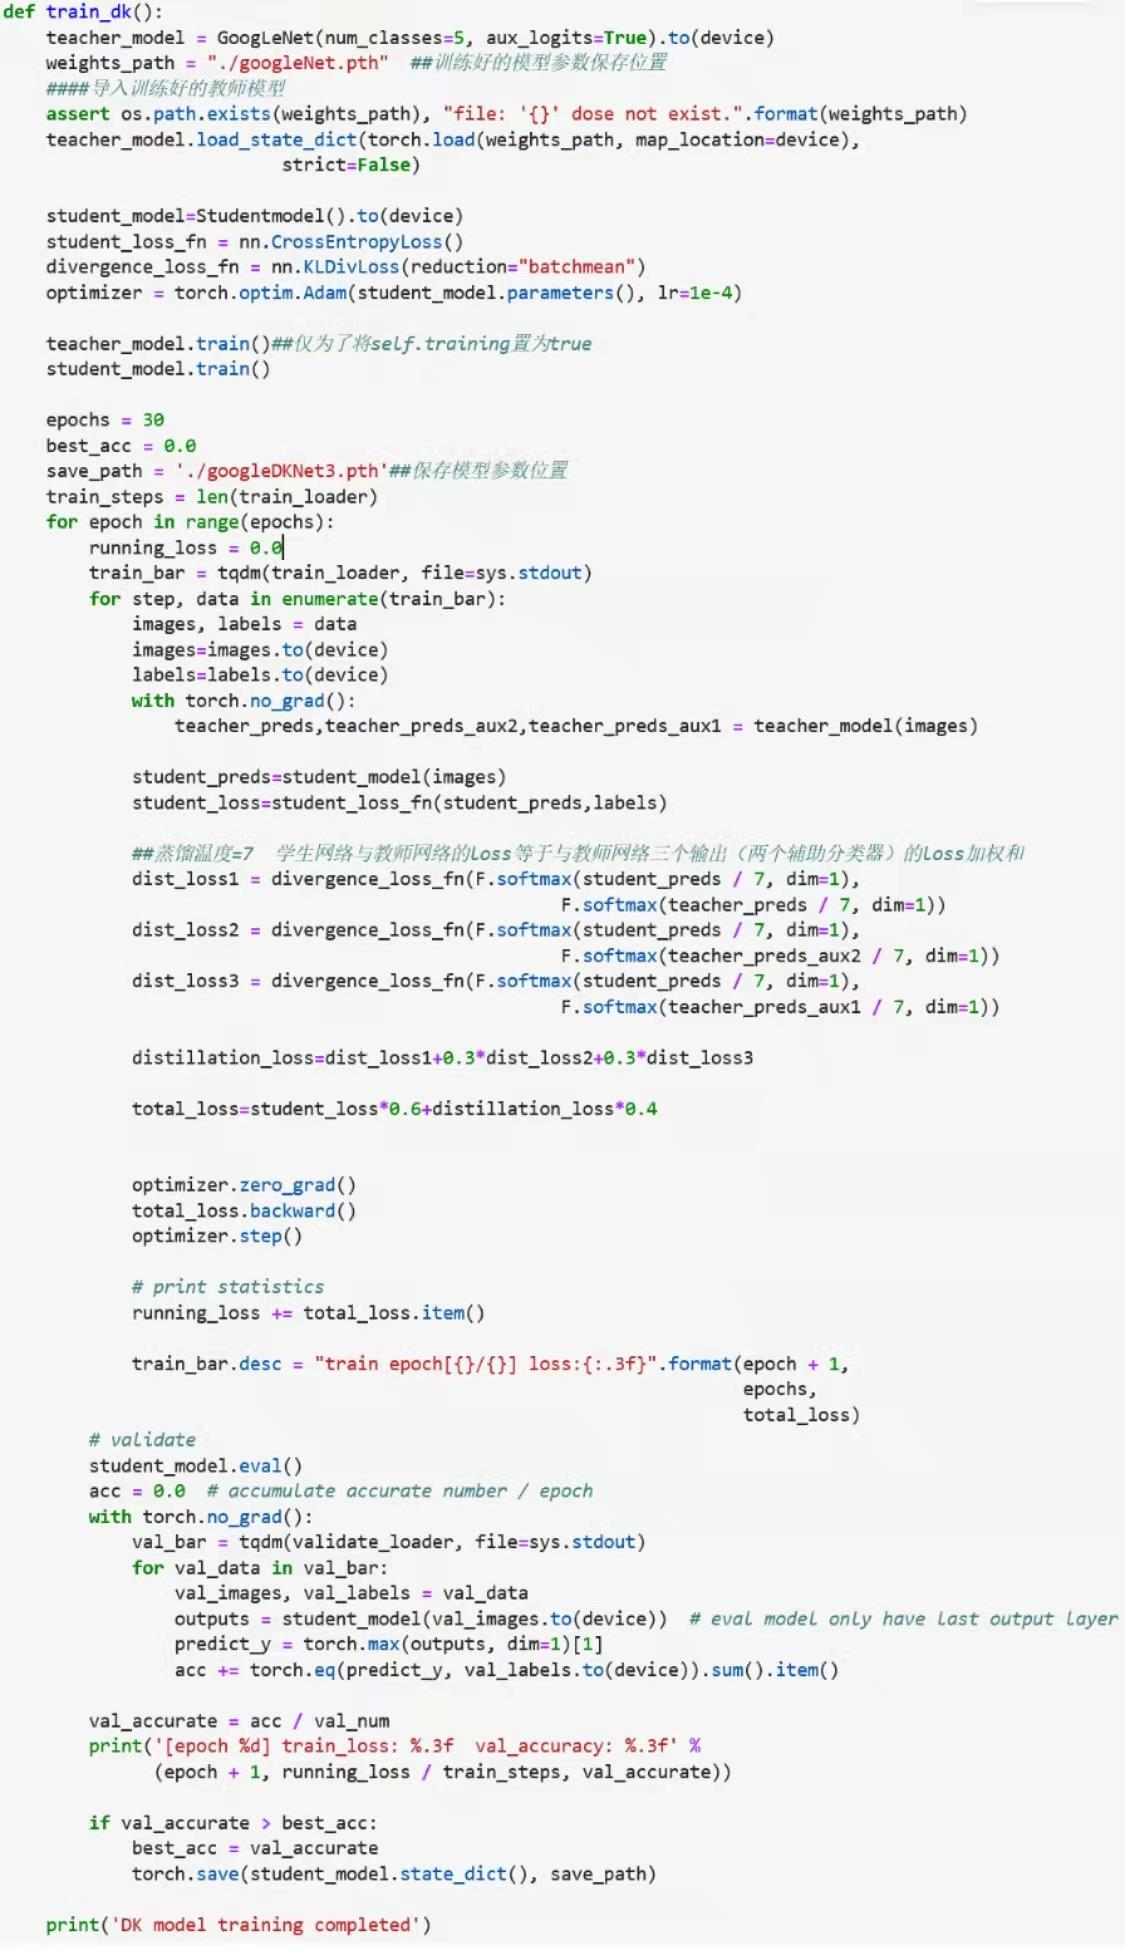 def train_dk():
    teacher_model = GoogLeNet(num_classes=5, aux_logits=True).to(device)
    weights_path = "./googleNet.pth"  ##训练好的模型参数保存位置
    ####导入训练好的教师模型
    assert os.path.exists(weights_path), "file: '{}' dose not exist.".format(weights_path)
    teacher_model.load_state_dict(torch.load(weights_path, map_location=device),
                          strict=False)

    student_model=Studentmodel().to(device)
    student_loss_fn = nn.CrossEntropyLoss()
    divergence_loss_fn = nn.KLDivLoss(reduction="batchmean")
    optimizer = torch.optim.Adam(student_model.parameters(), lr=1e-4)

    teacher_model.train()##仅为了将self.training置为true
    student_model.train()

    epochs = 30
    best_acc = 0.0
    save_path = './googleDKNet3.pth'##保存模型参数位置
    train_steps = len(train_loader)
    for epoch in range(epochs):
        running_loss = 0.0
        train_bar = tqdm(train_loader, file=sys.stdout)
        for step, data in enumerate(train_bar):
            images, labels = data
            images=images.to(device)
            labels=labels.to(device)
            with torch.no_grad():
                teacher_preds,teacher_preds_aux2,teacher_preds_aux1 = teacher_model(images)

            student_preds=student_model(images)
            student_loss=student_loss_fn(student_preds,labels)

            ##蒸馏温度=7  学生网络与教师网络的Loss等于与教师网络三个输出（两个辅助分类器）的Loss加权和
            dist_loss1 = divergence_loss_fn(F.softmax(student_preds / 7, dim=1),
                                                    F.softmax(teacher_preds / 7, dim=1))
            dist_loss2 = divergence_loss_fn(F.softmax(student_preds / 7, dim=1),
                                                    F.softmax(teacher_preds_aux2 / 7, dim=1))
            dist_loss3 = divergence_loss_fn(F.softmax(student_preds / 7, dim=1),
                                                    F.softmax(teacher_preds_aux1 / 7, dim=1))

            distillation_loss=dist_loss1+0.3*dist_loss2+0.3*dist_loss3

            total_loss=student_loss*0.6+distillation_loss*0.4


            optimizer.zero_grad()
            total_loss.backward()
            optimizer.step()

            # print statistics
            running_loss += total_loss.item()

            train_bar.desc = "train epoch[{}/{}] loss:{:.3f}".format(epoch + 1,
                                                                     epochs,
                                                                     total_loss)
        # validate
        student_model.eval()
        acc = 0.0  # accumulate accurate number / epoch
        with torch.no_grad():
            val_bar = tqdm(validate_loader, file=sys.stdout)
            for val_data in val_bar:
                val_images, val_labels = val_data
                outputs = student_model(val_images.to(device))  # eval model only have last output layer
                predict_y = torch.max(outputs, dim=1)[1]
                acc += torch.eq(predict_y, val_labels.to(device)).sum().item()

        val_accurate = acc / val_num
        print('[epoch %d] train_loss: %.3f  val_accuracy: %.3f' %
              (epoch + 1, running_loss / train_steps, val_accurate))

        if val_accurate > best_acc:
            best_acc = val_accurate
            torch.save(student_model.state_dict(), save_path)

    print('DK model training completed')